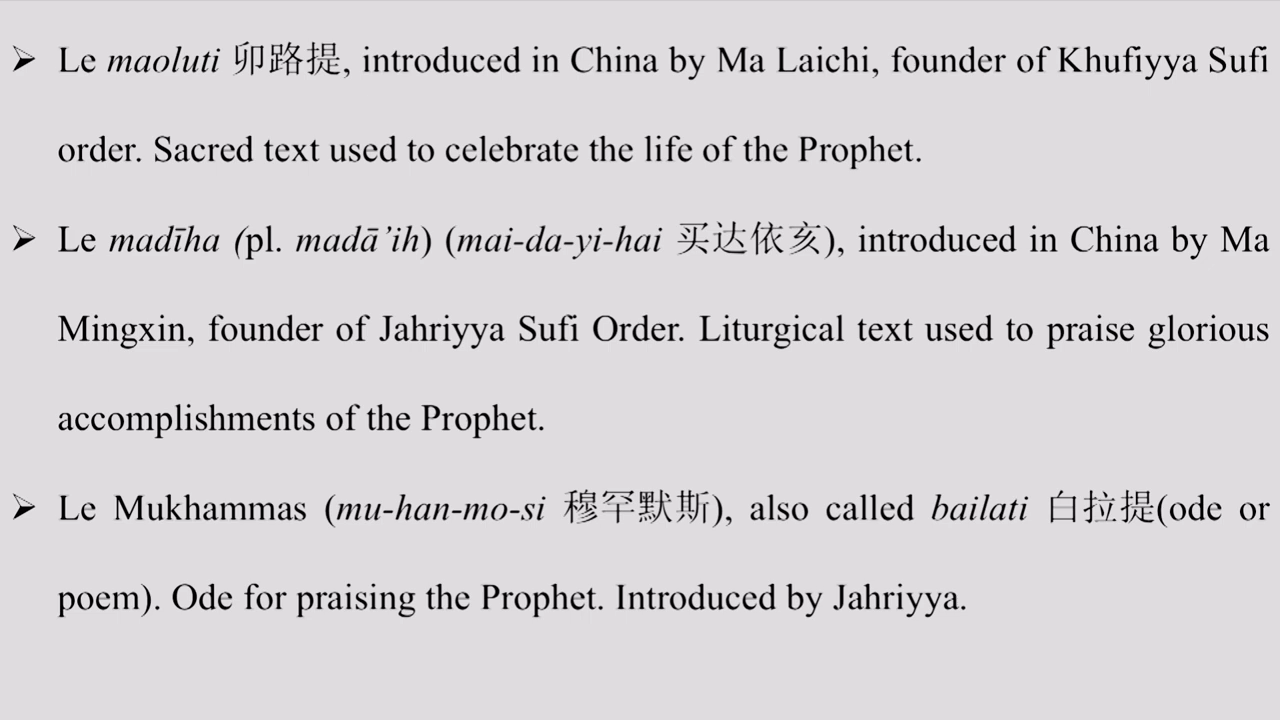 ➢ Le maoluti 卯路提, introduced in China by Ma Laichi, founder of Khufiyya Sufi
order. Sacred text used to celebrate the life of the Prophet.
➢ Le madīha (pl. madā’ih) (mai-da-yi-hai 买达依亥), introduced in China by Ma
Mingxin, founder of Jahriyya Sufi Order. Liturgical text used to praise glorious
accomplishments of the Prophet.
➢ Le Mukhammas (mu-han-mo-si 穆罕默斯), also called bailati 白拉提(ode or
poem). Ode for praising the Prophet. Introduced by Jahriyya.